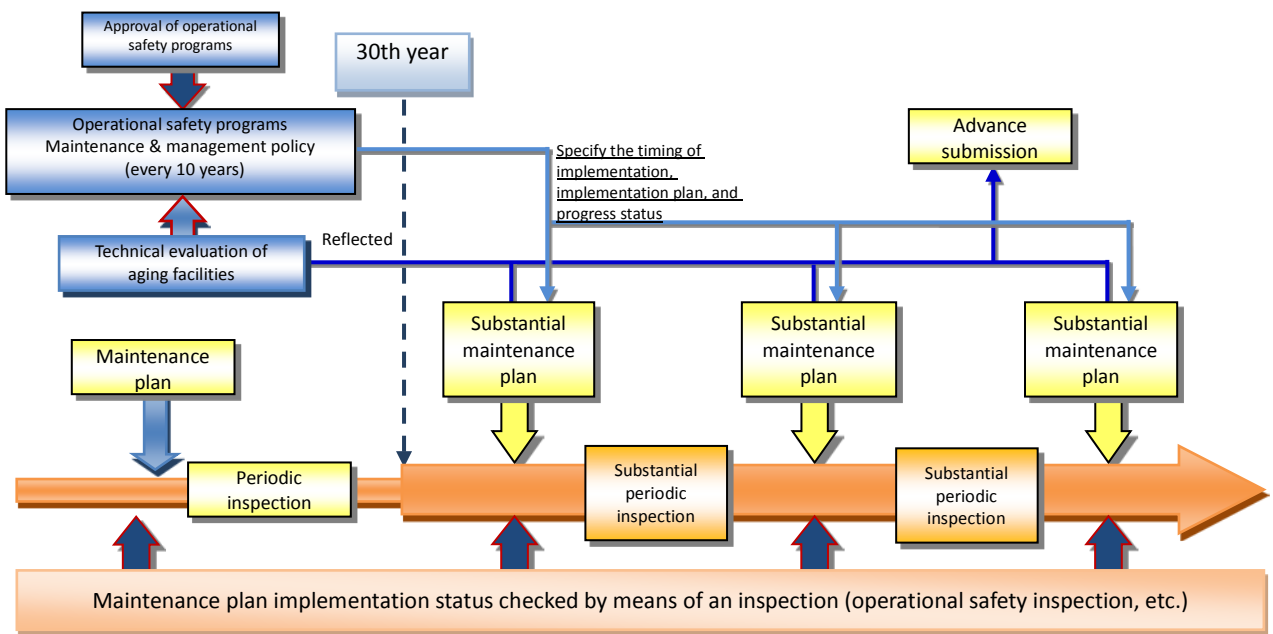 Approval of operational
safety programs
30th year
Operational safety programs
Maintenance & management policy
(every 10 years)
Advance
submission
Specify the timing of
implementation,
implementation plan, and
progress status
Technical evaluation of
aging facilities
Reflected
Maintenance
plan
Substantial
maintenance
plan
Substantial
maintenance
plan
Substantial
maintenance
plan
Periodic
inspection
Substantial
periodic
inspection
Substantial
periodic
inspection
Maintenance plan implementation status checked by means of an inspection (operational safety inspection, etc.)